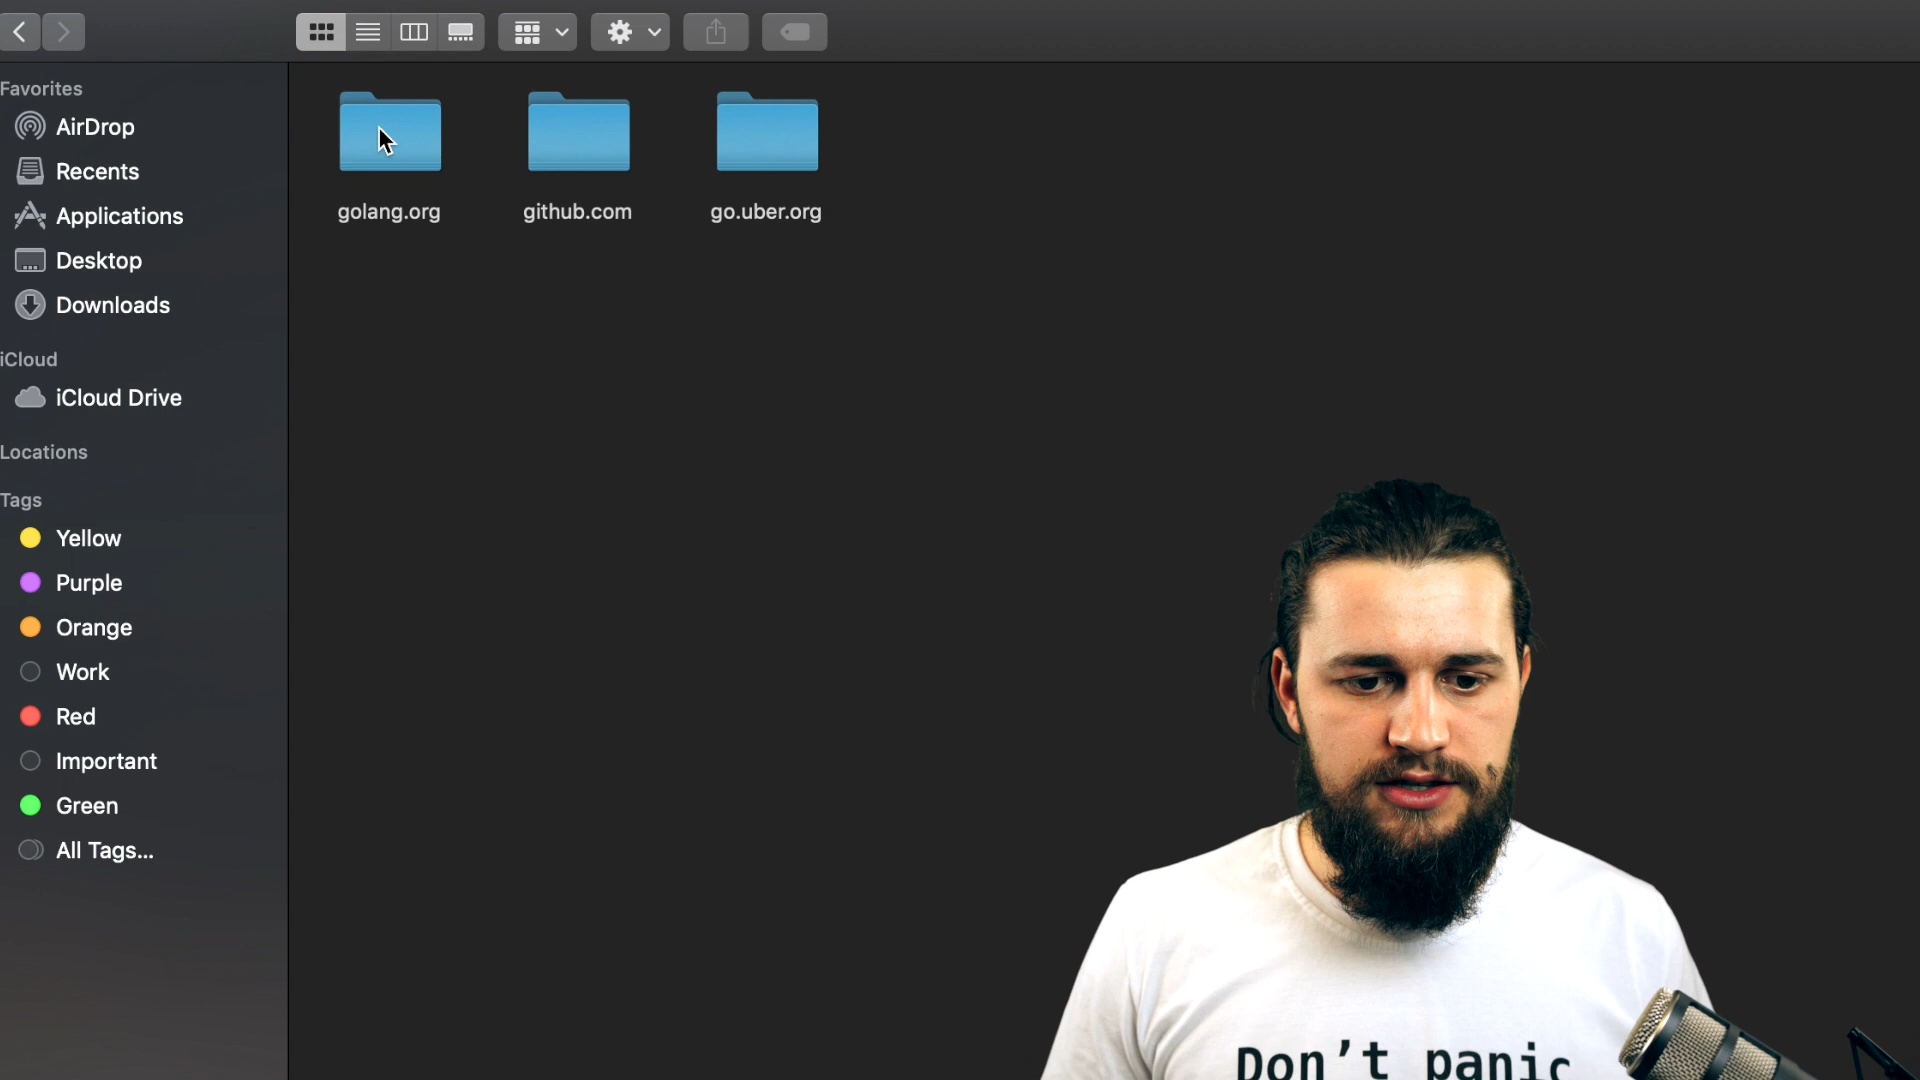 Favorites
AirDrop
Recents
Applications
Desktop
Downloads
iCloud
iCloud Drive
Locations
Tags
Yellow
Purple
Orange
Work
Red
Important
Green
All Tags...
golang.org
github.com
go.uber.org
Don't panic